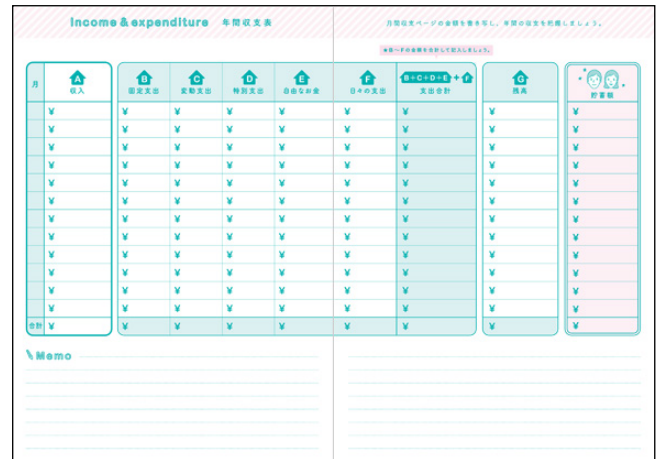 Income & expenditure 年間収支表
月間収支ページの金額を書き写し、年間の収支を把握しましょう。
★B〜Fの金額を合計して記入しましょう。
月 A 収入 B 固定支出 C 変動支出 D 特別支出 E 自由なお金 F 日々の支出 B+C+D+E+F 支出合計 G 残高 貯蓄額
¥ ¥ ¥ ¥ ¥ ¥ ¥ ¥ ¥
¥ ¥ ¥ ¥ ¥ ¥ ¥ ¥ ¥
¥ ¥ ¥ ¥ ¥ ¥ ¥ ¥ ¥
¥ ¥ ¥ ¥ ¥ ¥ ¥ ¥ ¥
¥ ¥ ¥ ¥ ¥ ¥ ¥ ¥ ¥
¥ ¥ ¥ ¥ ¥ ¥ ¥ ¥ ¥
¥ ¥ ¥ ¥ ¥ ¥ ¥ ¥ ¥
¥ ¥ ¥ ¥ ¥ ¥ ¥ ¥ ¥
¥ ¥ ¥ ¥ ¥ ¥ ¥ ¥ ¥
¥ ¥ ¥ ¥ ¥ ¥ ¥ ¥ ¥
¥ ¥ ¥ ¥ ¥ ¥ ¥ ¥ ¥
¥ ¥ ¥ ¥ ¥ ¥ ¥ ¥ ¥
合計 ¥ ¥ ¥ ¥ ¥ ¥ ¥ ¥ ¥
Memo